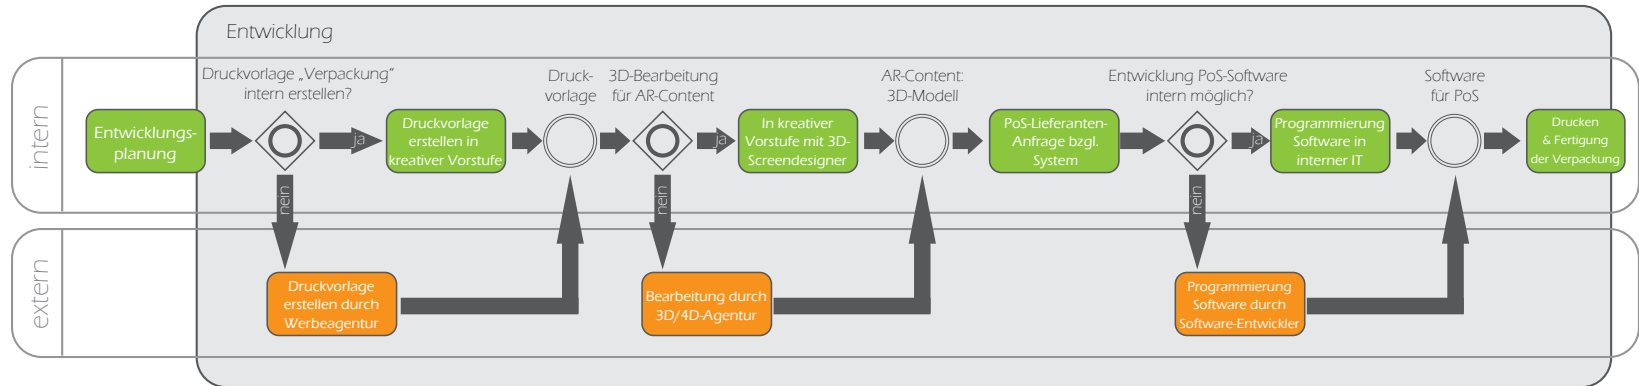 Entwicklung
intern
Entwicklungs-
planung
Druckvorlage „Verpackung“
intern erstellen?
ja
nein
Druckvorlage
erstellen in
kreativer Vorstufe
Druck-
vorlage
3D-Bearbeitung
für AR-Content
ja
nein
In kreativer
Vorstufe mit 3D-
Screendesigner
AR-Content:
3D-Modell
PoS-Lieferanten-
Anfrage bzgl.
System
Entwicklung PoS-Software
intern möglich?
ja
nein
Programmierung
Software in
interner IT
Software
für PoS
Drucken
& Fertigung
der Verpackung
extern
Druckvorlage
erstellen durch
Werbeagentur
Bearbeitung durch
3D/4D-Agentur
Programmierung
Software durch
Software-Entwickler